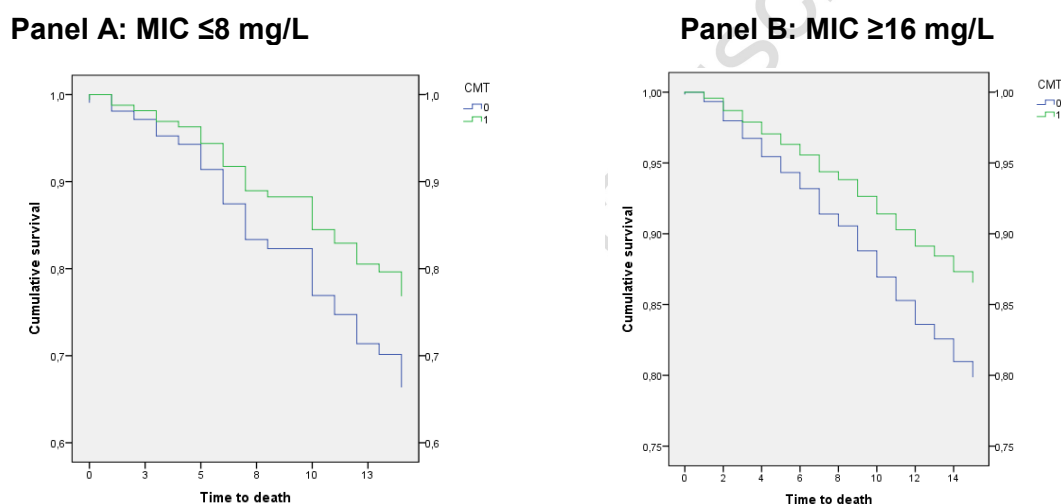 Panel A: MIC ≤8 mg/L
CMT
0
1
1,0
0,9
0,8
0,7
0,6
1,0
0,9
0,8
0,7
0,6
Cumulative survival
0 3 5 8 10 13
Time to death
Panel B: MIC ≥16 mg/L
CMT
0
1
1,00
0,95
0,90
0,85
0,80
0,75
1,00
0,95
0,90
0,85
0,80
0,75
Cumulative survival
0 2 4 6 8 10 12 14
Time to death